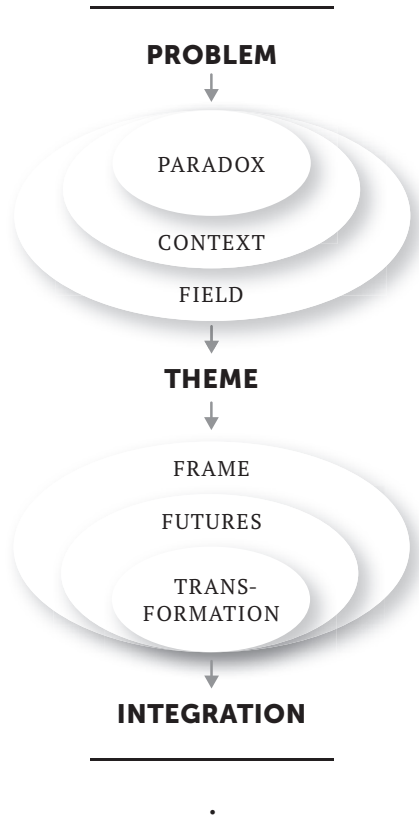 PROBLEM
PARADOX
CONTEXT
FIELD
THEME
FRAME
FUTURES
TRANS-
FORMATION
INTEGRATION
.